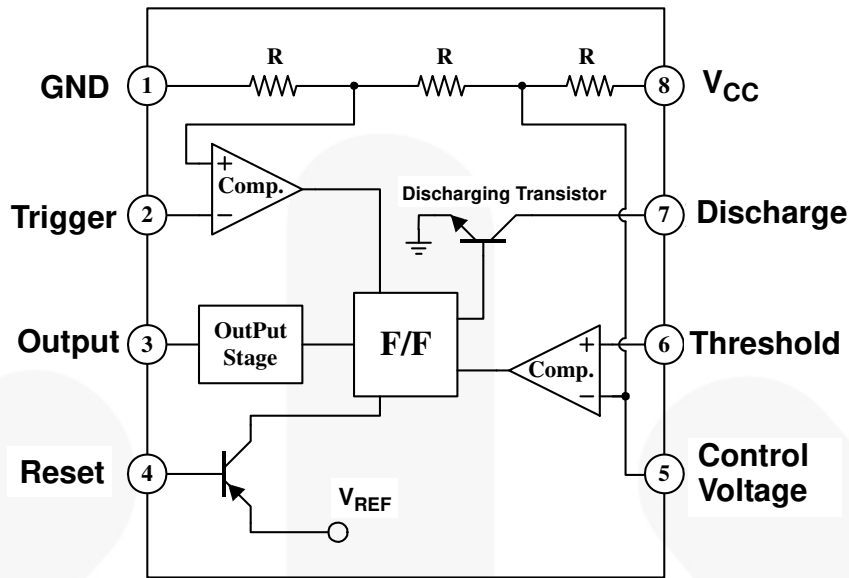 R R R
GND 1 8 VCC
+
Comp.
−
Discharging Transistor
Trigger 2 7 Discharge
Output 3 OutPut
Stage
F/F
+
Comp.
−
6 Threshold
Reset 4
VREF
5 Control
Voltage